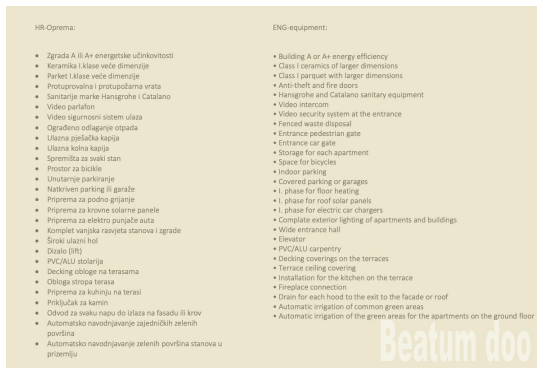 HR-Oprema:
• Zgrada A ili A+ energetske učinkovitosti
• Keramika I.klase veće dimenzije
• Parket I.klase veće dimenzije
• Protuprovalna i protupožarna vrata
• Sanitarije marke Hansgrohe i Catalano
• Video parlafon
• Video sigurnosni sistem ulaza
• Ograđeno odlaganje otpada
• Ulazna pješačka kapija
• Ulazna kolna kapija
• Spremišta za svaki stan
• Prostor za bicikle
• Unutarnje parkiranje
• Natkriven parking ili garaže
• Priprema za podno grijanje
• Priprema za krovne solarne panele
• Priprema za elektro punjače auta
• Komplet vanjska rasvjeta stanova i zgrade
• Široki ulazni hol
• Dizalo (lift)
• PVC/ALU stolarija
• Decking obloge na terasama
• Obloga stropa terasa
• Priprema za kuhinju na terasi
• Priključak za kamin
• Odvod za svaku napu do izlaza na fasadu ili krov
• Automatsko navodnjavanje zajedničkih zelenih
površina
• Automatsko navodnjavanje zelenih površina stanova u
prizemlju
ENG-equipment:
• Building A or A+ energy efficiency
• Class I ceramics of larger dimensions
• Class I parquet with larger dimensions
• Anti-theft and fire doors
• Hansgrohe and Catalano sanitary equipment
• Video intercom
• Video security system at the entrance
• Fenced waste disposal
• Entrance pedestrian gate
• Entrance car gate
• Storage for each apartment
• Space for bicycles
• Indoor parking
• Covered parking or garages
• I. phase for floor heating
• I. phase for roof solar panels
• I. phase for electric car chargers
• Complate exterior lighting of apartments and buildings
• Wide entrance hall
• Elevator
• PVC/ALU carpentry
• Decking coverings on the terraces
• Terrace ceiling covering
• Installation for the kitchen on the terrace
• Fireplace connection
• Drain for each hood to the exit to the facade or roof
• Automatic irrigation of common green areas
• Automatic irrigation of the green areas for the apartments on the ground floor
Beatum doo